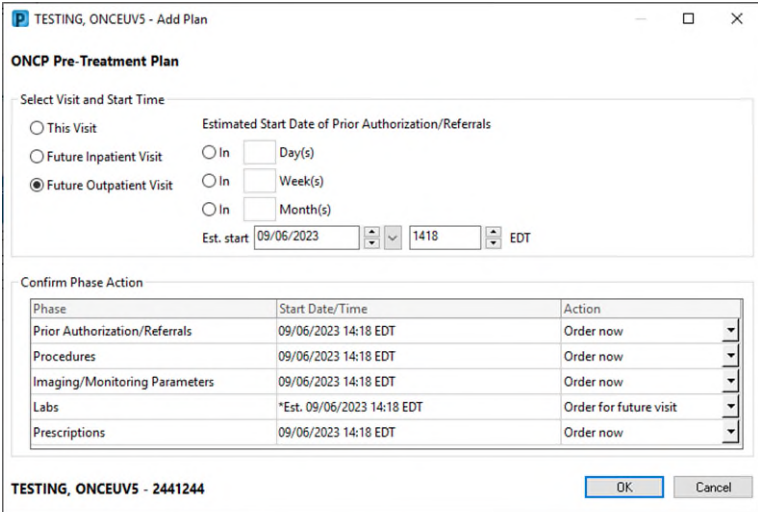 P TESTING, ONCEUV5 - Add Plan
ONCP Pre-Treatment Plan
Select Visit and Start Time
This Visit
Future Inpatient Visit
Future Outpatient Visit
Estimated Start Date of Prior Authorization/Referrals
In Day(s)
In Week(s)
In Month(s)
Est. start 09/06/2023 1418 EDT
Confirm Phase Action
Phase Start Date/Time Action
Prior Authorization/Referrals 09/06/2023 14:18 EDT Order now
Procedures 09/06/2023 14:18 EDT Order now
Imaging/Monitoring Parameters 09/06/2023 14:18 EDT Order now
Labs *Est. 09/06/2023 14:18 EDT Order for future visit
Prescriptions 09/06/2023 14:18 EDT Order now
TESTING, ONCEUV5 - 2441244 OK Cancel